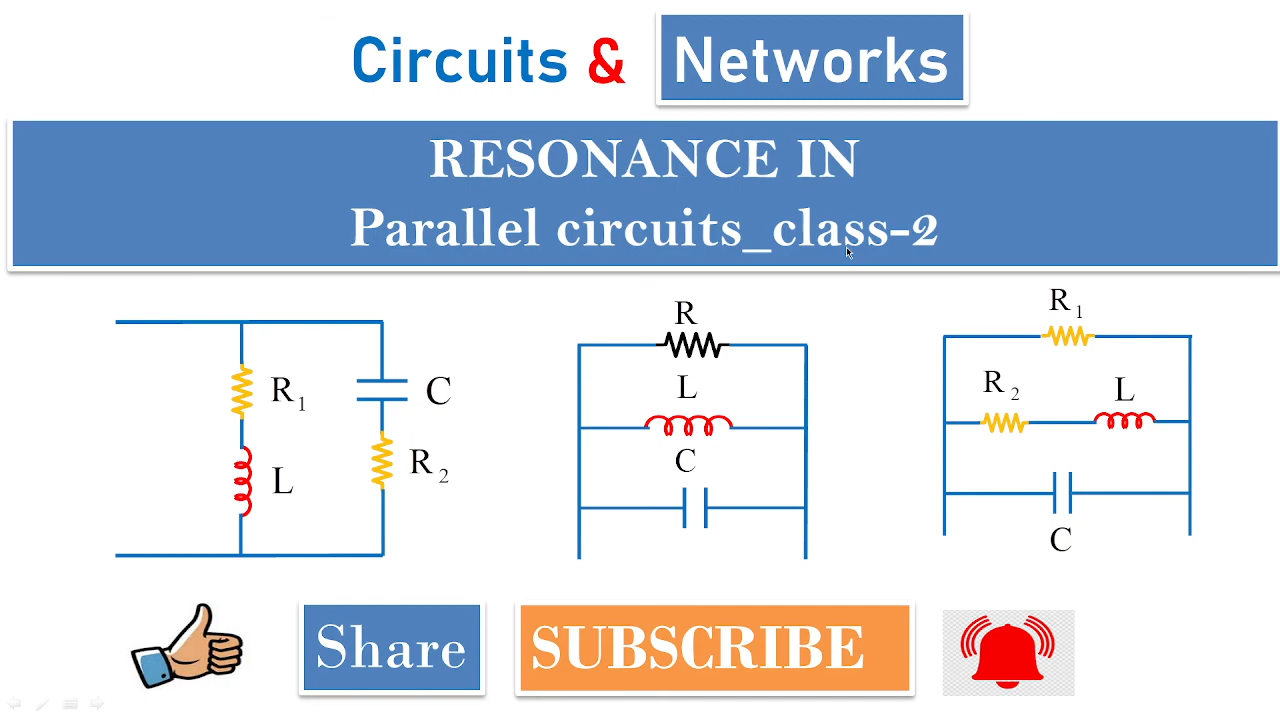 Circuits & Networks
RESONANCE IN
Parallel circuits_class-2
R1
L
C
R2
R
L
C
R1
R2
L
C
Share
SUBSCRIBE